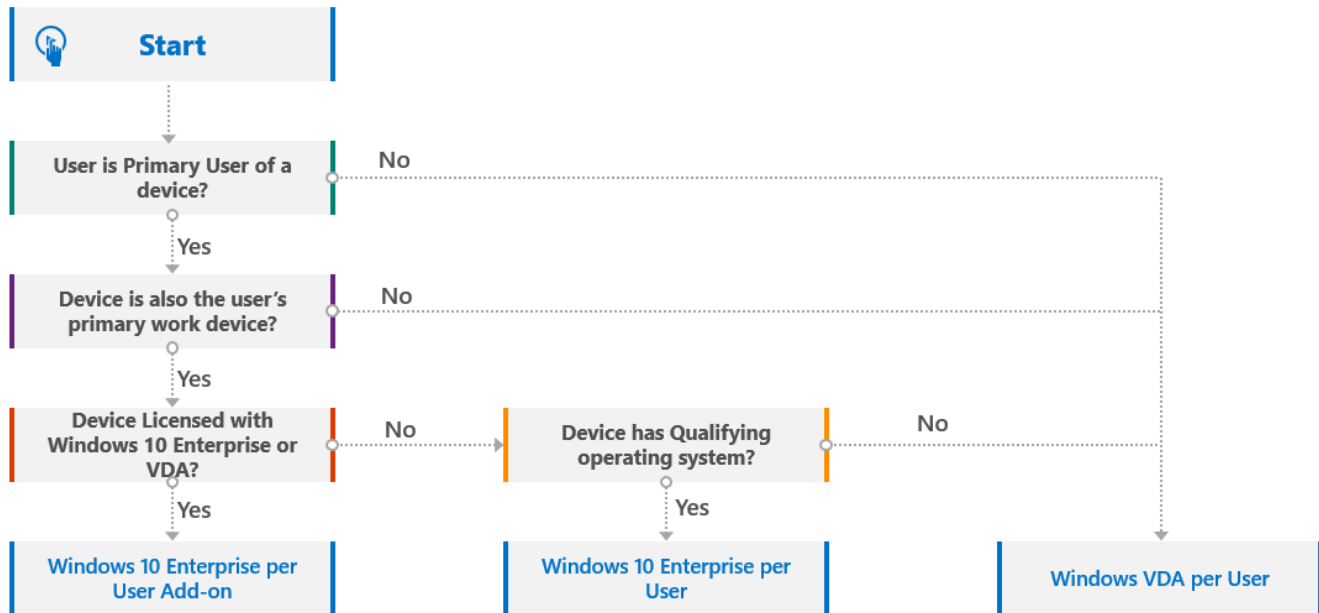 Start
User is Primary User of a
device?
No
Yes
Device is also the user’s
primary work device?
No
Yes
Device Licensed with
Windows 10 Enterprise or
VDA?
No
Device has Qualifying
operating system?
No
Yes
Yes
Windows 10 Enterprise per
User Add-on
Windows 10 Enterprise per
User
Windows VDA per User